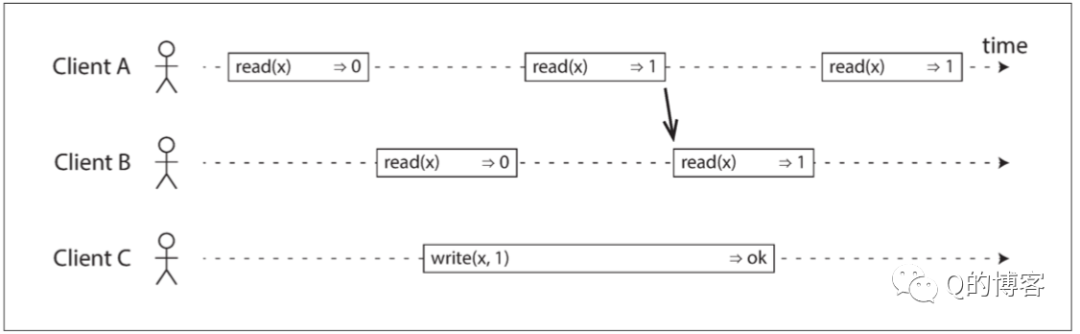 time
Client A read(x) ⇒ 0 read(x) ⇒ 1 read(x) ⇒ 1
Client B read(x) ⇒ 0 read(x) ⇒ 1
Client C write(x, 1) ⇒ ok
Q的博客